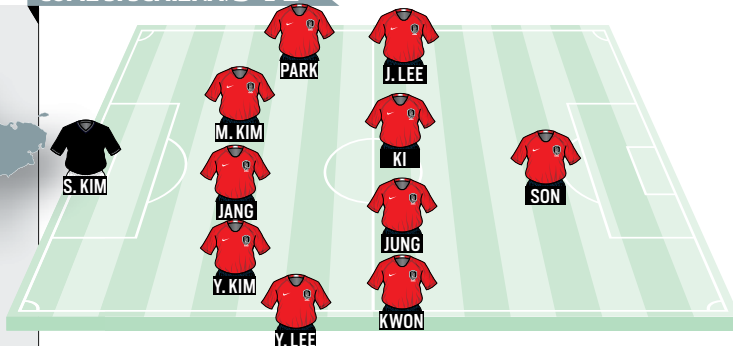 PARK
J. LEE
M. KIM
S. KIM
KI
JANG
SON
JUNG
Y. KIM
KWON
Y. LEE